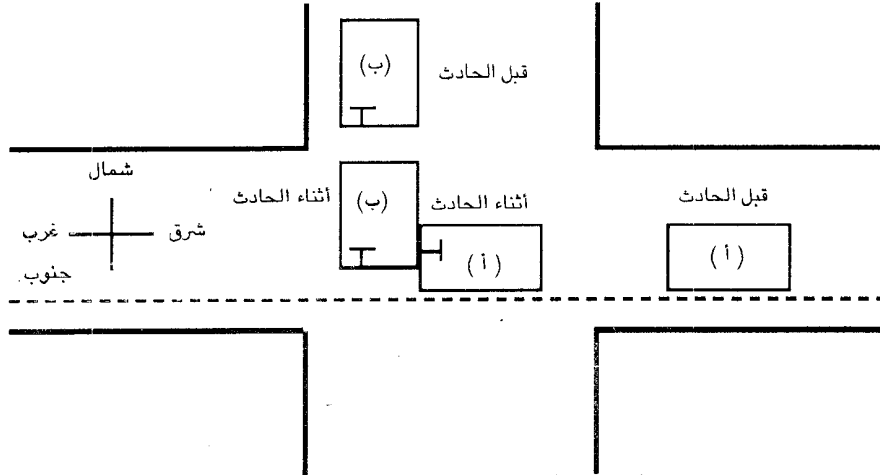 (ب)
قبل الحادث
شمال
أثناء الحادث
(ب)
أثناء الحادث
قبل الحادث
شرق
غرب
(أ)
(أ)
جنوب